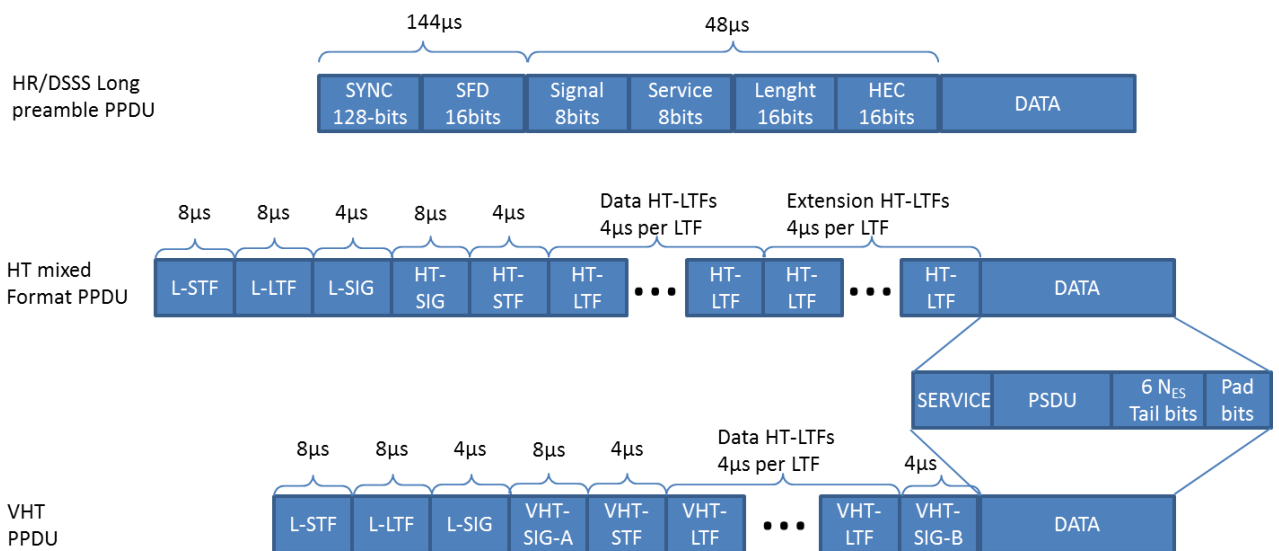 144µs
48µs
HR/DSSS Long
preamble PPDU
SYNC
128-bits
SFD
16bits
Signal
8bits
Service
8bits
Lenght
16bits
HEC
16bits
DATA
8µs
8µs
4µs
8µs
4µs
Data HT-LTFs
4µs per LTF
Extension HT-LTFs
4µs per LTF
HT mixed
Format PPDU
L-STF
L-LTF
L-SIG
HT-
SIG
HT-
STF
HT-
LTF
HT-
LTF
HT-
LTF
HT-
LTF
DATA
SERVICE
PSDU
6 N_ES
Tail bits
Pad
bits
8µs
8µs
4µs
8µs
4µs
Data HT-LTFs
4µs per LTF
4µs
VHT
PPDU
L-STF
L-LTF
L-SIG
VHT-
SIG-A
VHT-
STF
VHT-
LTF
VHT-
LTF
VHT-
SIG-B
DATA